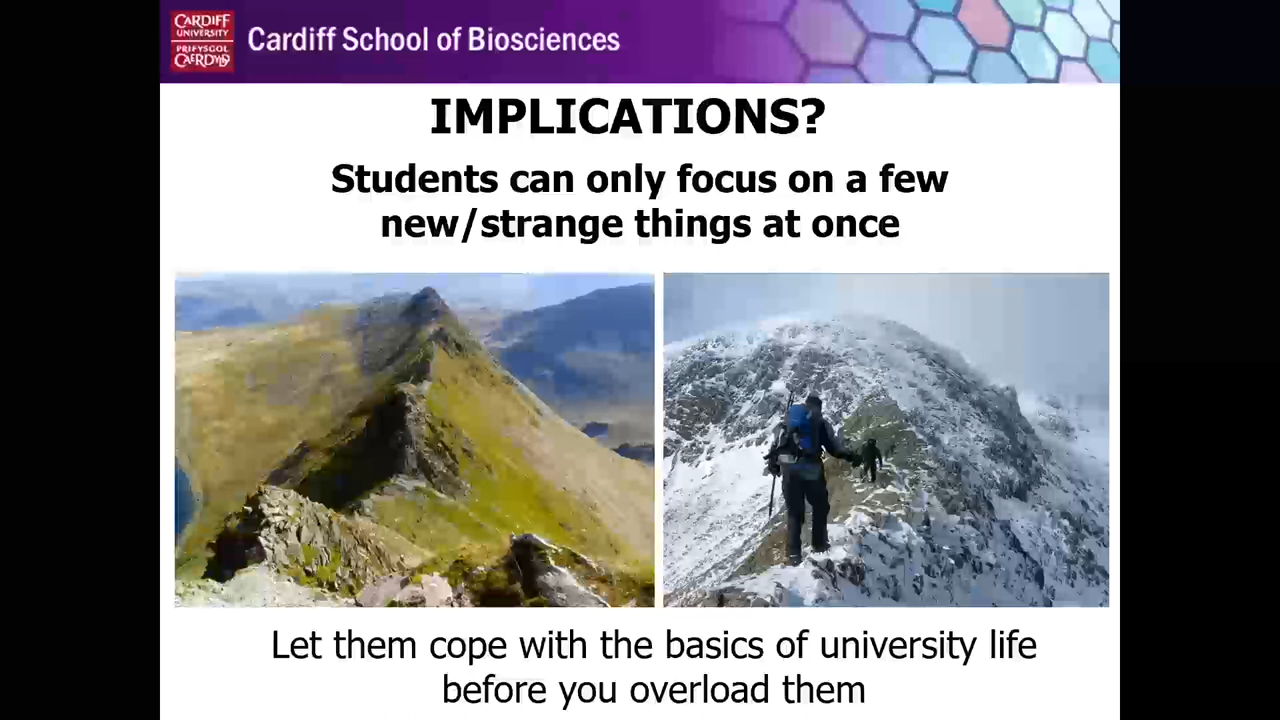 CARDIFF
UNIVERSITY
PRIFYSGOL
CAERDYDD
Cardiff School of Biosciences
IMPLICATIONS?
Students can only focus on a few
new/strange things at once
Let them cope with the basics of university life
before you overload them